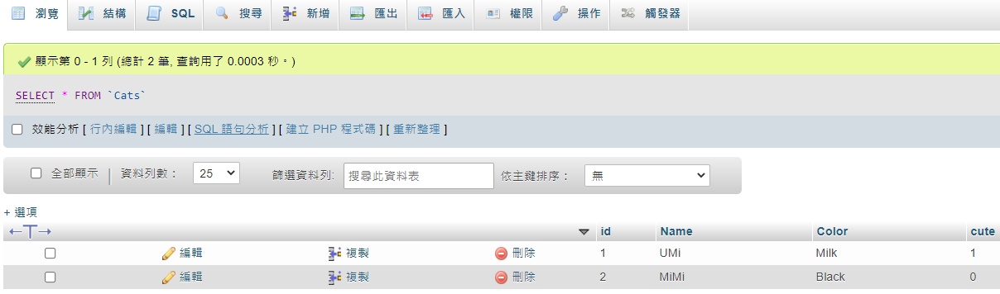 瀏覽 結構 SQL 搜尋 新增 匯出 匯入 權限 操作 觸發器
顯示第 0 - 1 列 (總計 2 筆, 查詢用了 0.0003 秒。)
SELECT * FROM `Cats`
效能分析 [ 行內編輯 ] [ 編輯 ] [ SQL 語句分析 ] [ 建立 PHP 程式碼 ] [ 重新整理 ]
全部顯示 | 資料列數： 25 篩選資料列: 搜尋此資料表 依主鍵排序： 無
+ 選項
←T→ id Name Color cute
編輯 複製 刪除 1 UMi Milk 1
編輯 複製 刪除 2 MiMi Black 0